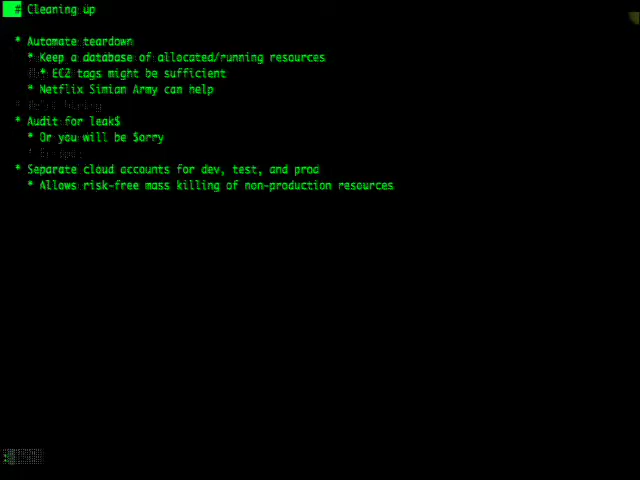 # Cleaning up
* Automate teardown
* Keep a database of allocated/running resources
* EC2 tags might be sufficient
* Netflix Simian Army can help
* Audit for leak$
* Or you will be $orry
* Separate cloud accounts for dev, test, and prod
* Allows risk-free mass killing of non-production resources
: